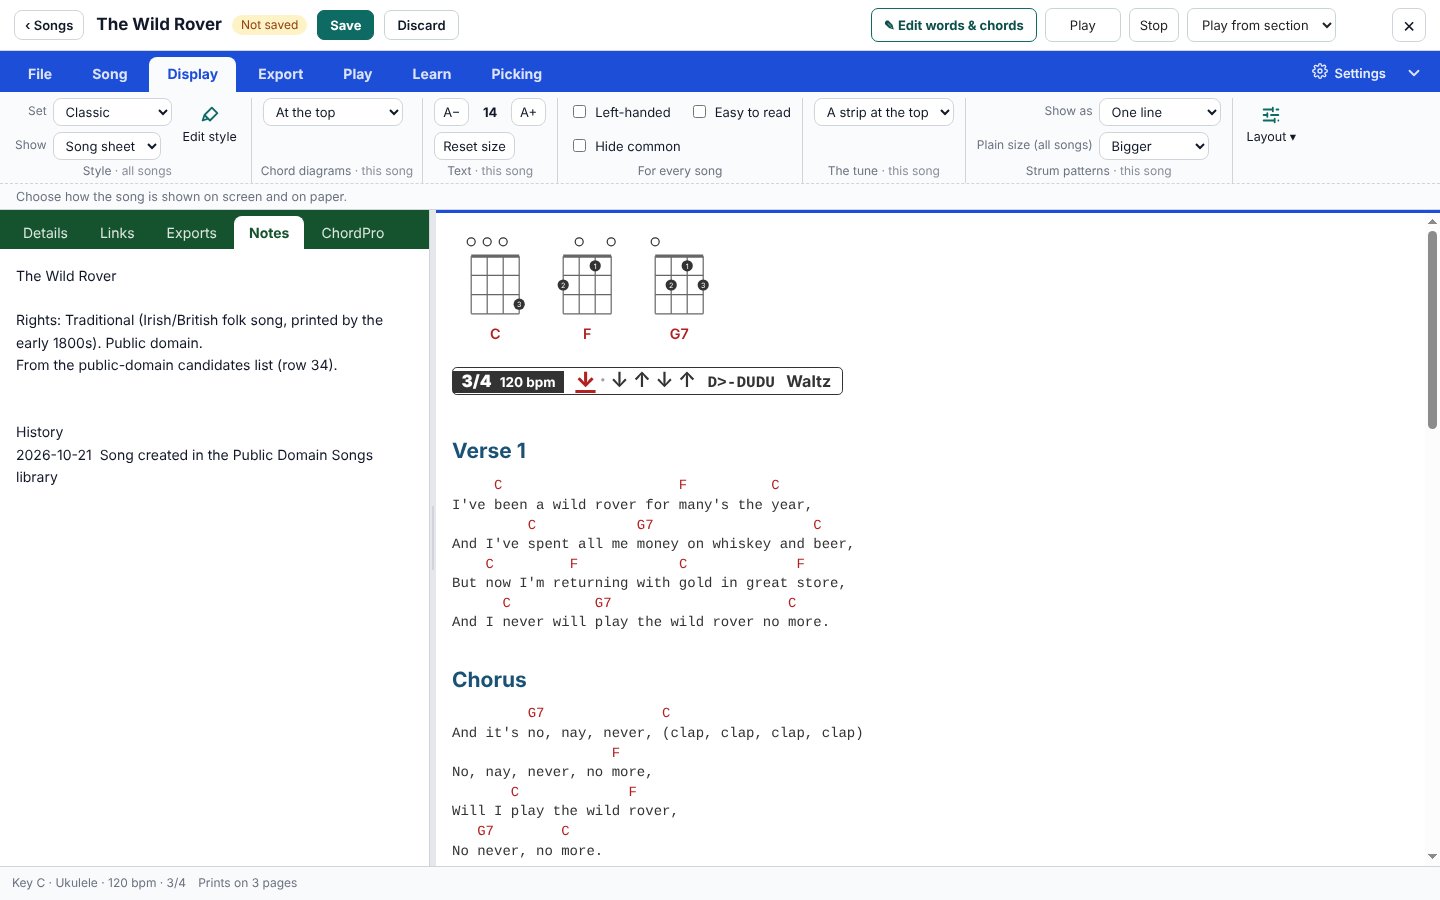 ‹ Songs The Wild Rover Not saved Save Discard ✎ Edit words & chords Play Stop Play from section ✕
File Song Display Export Play Learn Picking Settings
Set Classic At the top A− 14 A+ Left-handed Easy to read A strip at the top Show as One line
Edit style Layout ▾
Show Song sheet Reset size Hide common Plain size (all songs) Bigger
Style · all songs Chord diagrams · this song Text · this song For every song The tune · this song Strum patterns · this song
Choose how the song is shown on screen and on paper.
Details Links Exports Notes ChordPro
The Wild Rover
Rights: Traditional (Irish/British folk song, printed by the
early 1800s). Public domain.
From the public-domain candidates list (row 34).
History
2026-10-21 Song created in the Public Domain Songs
library
3 2 1 2 1 3
C F G7
3/4 120 bpm ↓ · ↓ ↑ ↓ ↑ D>-DUDU Waltz
Verse 1
C F C
I've been a wild rover for many's the year,
C G7 C
And I've spent all me money on whiskey and beer,
C F C F
But now I'm returning with gold in great store,
C G7 C
And I never will play the wild rover no more.
Chorus
G7 C
And it's no, nay, never, (clap, clap, clap, clap)
F
No, nay, never, no more,
C F
Will I play the wild rover,
G7 C
No never, no more.
Key C · Ukulele · 120 bpm · 3/4 Prints on 3 pages